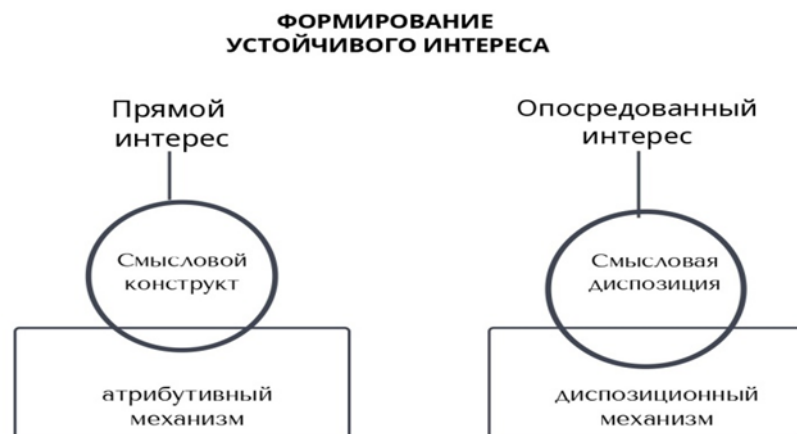 ФОРМИРОВАНИЕ
УСТОЙЧИВОГО ИНТЕРЕСА
Прямой
интерес
Смысловой
конструкт
атрибутивный
механизм
Опосредованный
интерес
Смысловая
диспозиция
диспозиционный
механизм